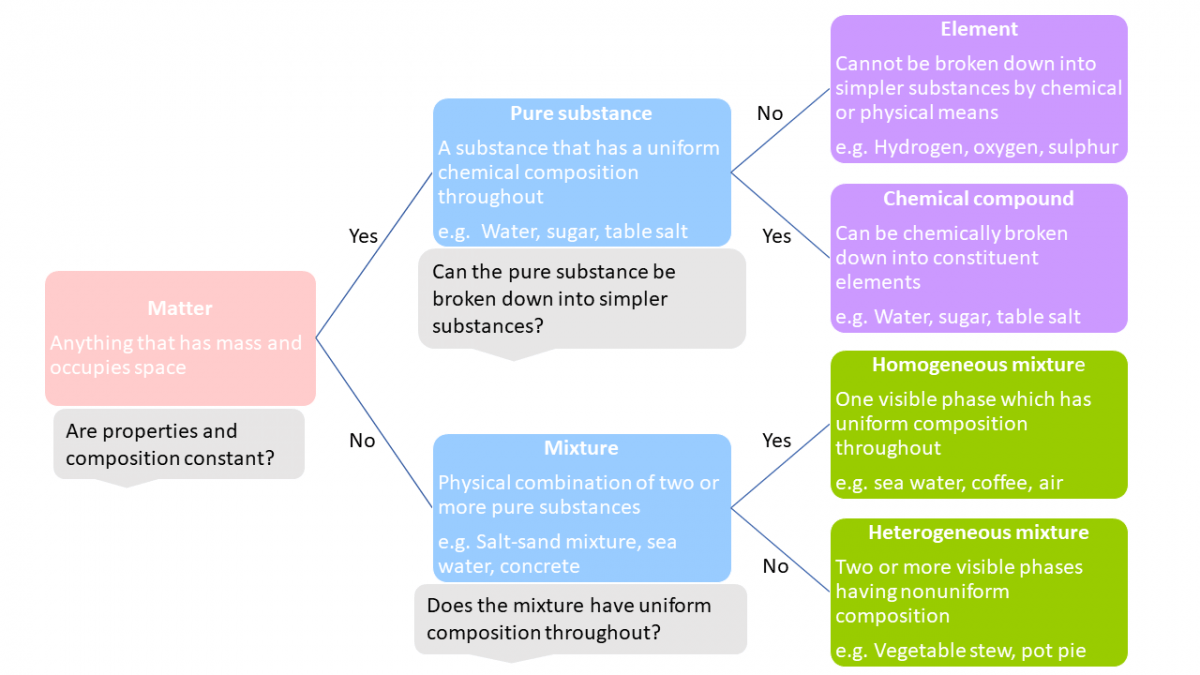 Matter
Anything that has mass and
occupies space
Are properties and
composition constant?
Yes
No
Pure substance
A substance that has a uniform
chemical composition
throughout
e.g. Water, sugar, table salt
Can the pure substance be
broken down into simpler
substances?
No
Yes
Element
Cannot be broken down into
simpler substances by chemical
or physical means
e.g. Hydrogen, oxygen, sulphur
Chemical compound
Can be chemically broken
down into constituent
elements
e.g. Water, sugar, table salt
Mixture
Physical combination of two or
more pure substances
e.g. Salt-sand mixture, sea
water, concrete
Does the mixture have uniform
composition throughout?
Yes
No
Homogeneous mixture
One visible phase which has
uniform composition
throughout
e.g. sea water, coffee, air
Heterogeneous mixture
Two or more visible phases
having nonuniform
composition
e.g. Vegetable stew, pot pie